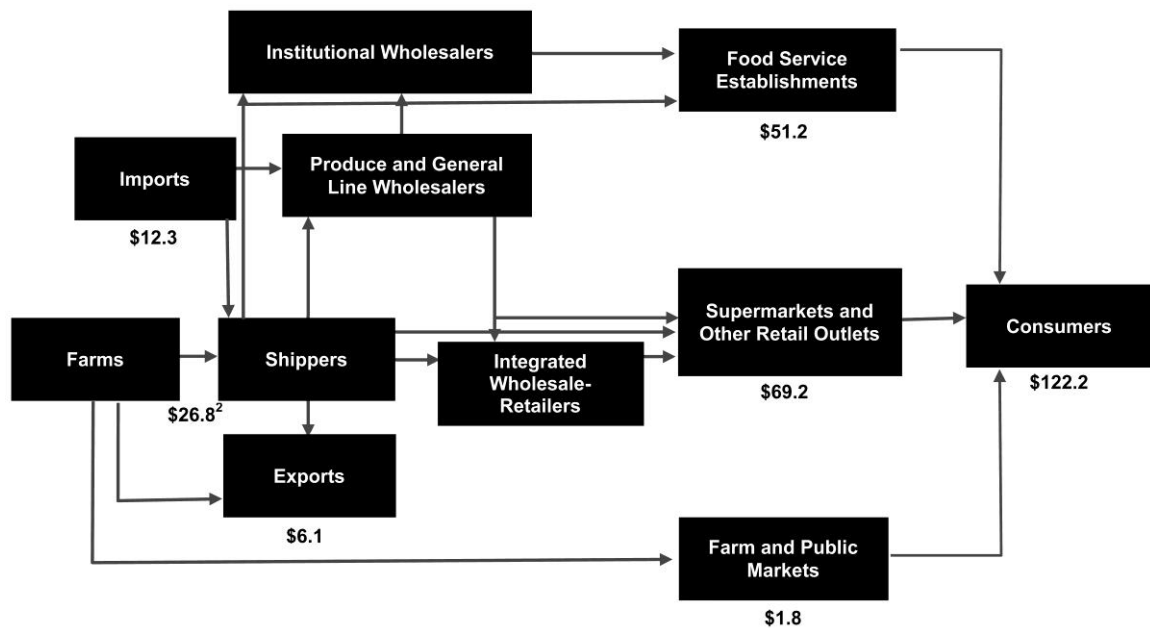 Institutional Wholesalers
Food Service
Establishments
$51.2
Imports
$12.3
Produce and General
Line Wholesalers
Farms
$26.8²
Shippers
Integrated
Wholesale-
Retailers
Supermarkets and
Other Retail Outlets
$69.2
Consumers
$122.2
Exports
$6.1
Farm and Public
Markets
$1.8